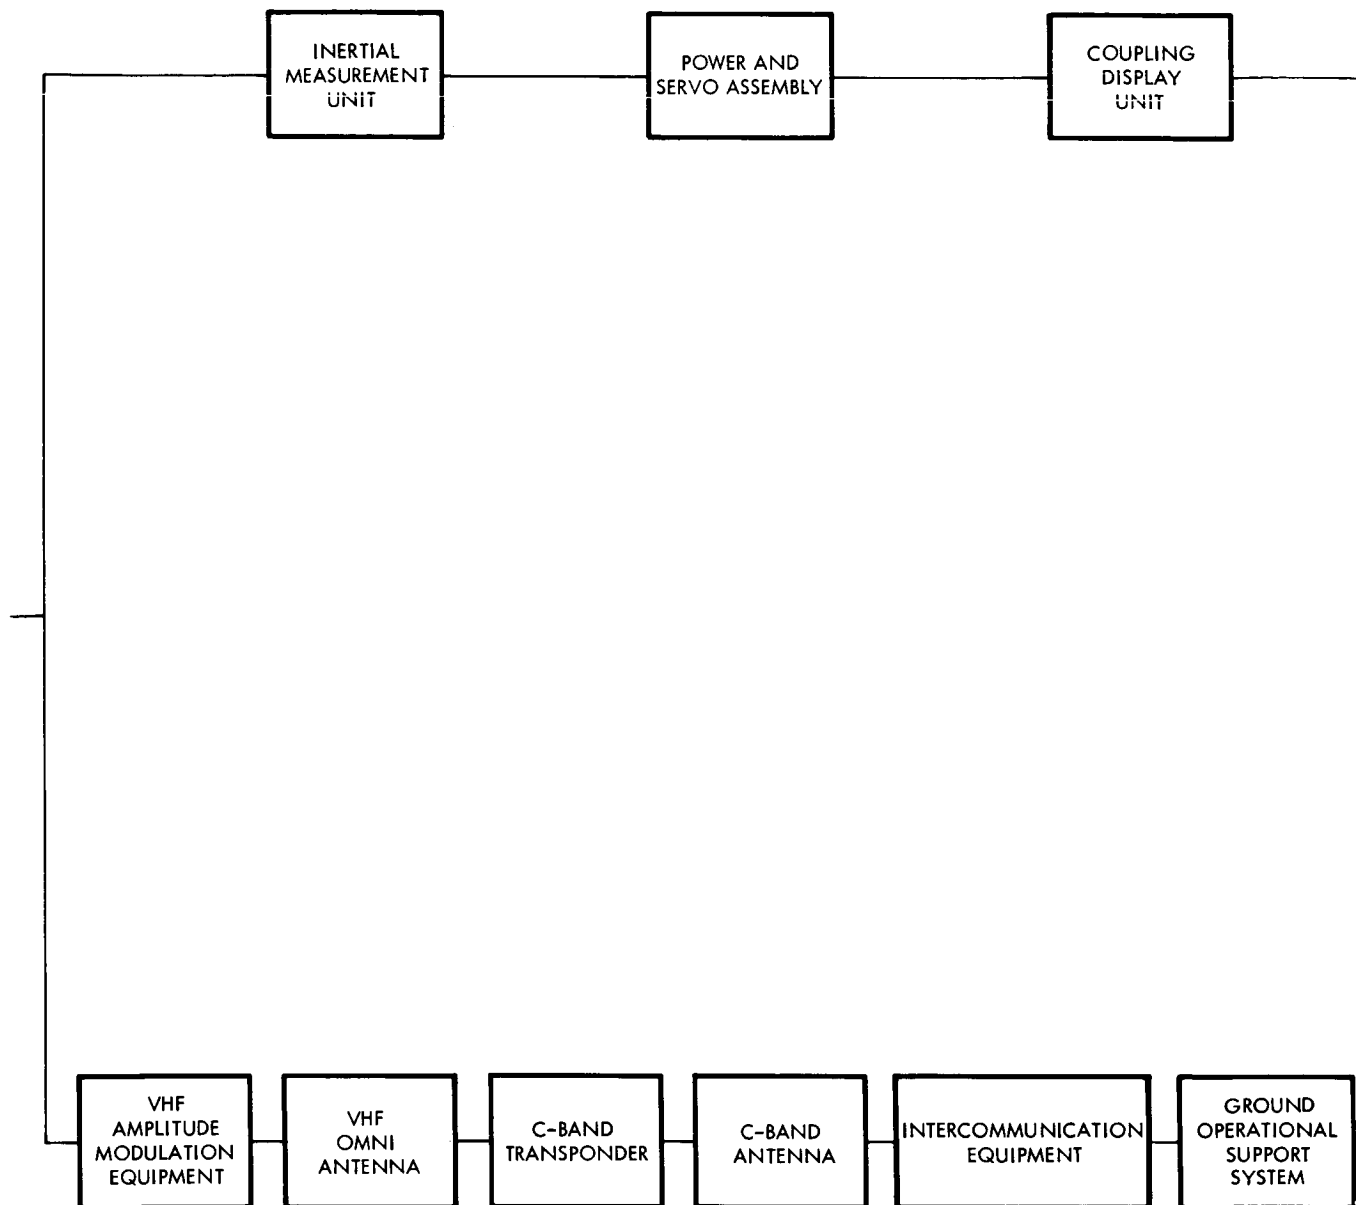 INERTIAL
MEASUREMENT
UNIT
POWER AND
SERVO ASSEMBLY
COUPLING
DISPLAY
UNIT
VHF
AMPLITUDE
MODULATION
EQUIPMENT
VHF
OMNI
ANTENNA
C-BAND
TRANSPONDER
C-BAND
ANTENNA
INTERCOMMUNICATION
EQUIPMENT
GROUND
OPERATIONAL
SUPPORT
SYSTEM